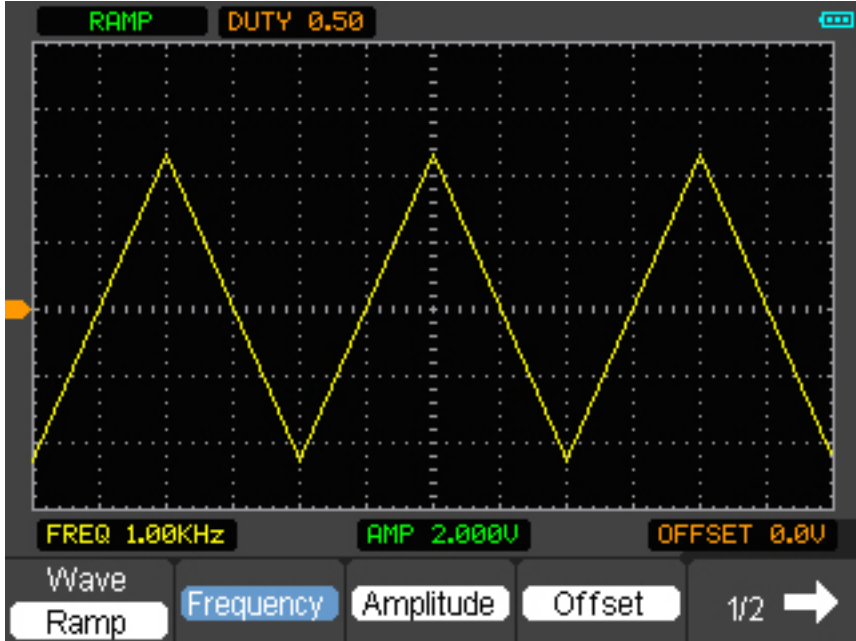 RAMP DUTY 0.50
FREQ 1.00KHz AMP 2.000V OFFSET 0.0V
Wave
Ramp Frequency Amplitude Offset 1/2